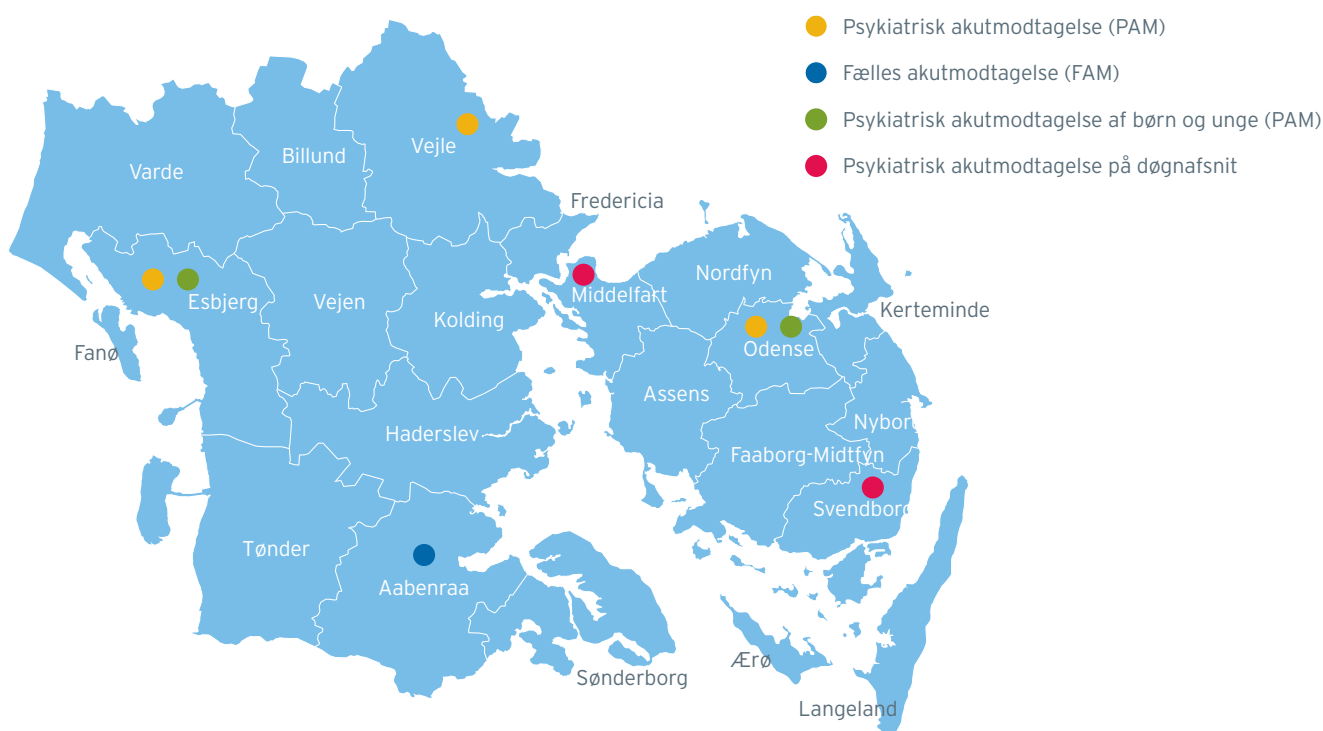 Psykiatrisk akutmodtagelse (PAM)
Fælles akutmodtagelse (FAM)
Psykiatrisk akutmodtagelse af børn og unge (PAM)
Psykiatrisk akutmodtagelse på døgnafsnit
Varde
Billund
Vejle
Fredericia
Esbjerg
Vejen
Kolding
Middelfart
Nordfyn
Kerteminde
Fanø
Odense
Assens
Haderslev
Nyborg
Faaborg-Midtfyn
Svendborg
Tønder
Aabenraa
Sønderborg
Ærø
Langeland